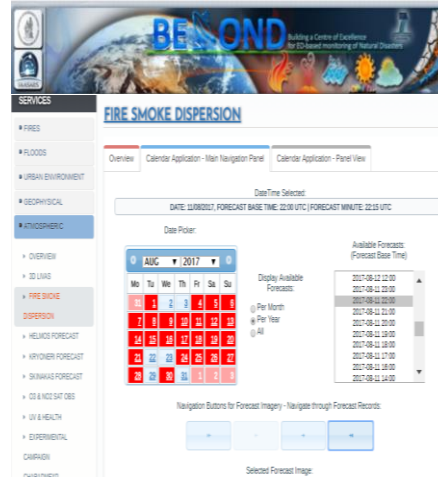 BEYOND
Building a Centre of Excellence
for EO-based monitoring of Natural Disasters
SERVICES
FIRES
FLOODS
URBAN ENVIRONMENT
GEOPHYSICAL
ATMOSPHERIC
OVERVIEW
3D LIVAS
FIRE SMOKE
DISPERSION
HELMOS FORECAST
KRYONERI FORECAST
SKINAKAS FORECAST
O3 & NO2 SAT OBS
UV & HEALTH
EXPERIMENTAL
CAMPAIGN
FIRE SMOKE DISPERSION
Overview
Calendar Application - Main Navigation Panel
Calendar Application - Panel View
DateTime Selected:
DATE: 11/08/2017, FORECAST BASE TIME: 22:00 UTC | FORECAST MINUTE: 22:15 UTC
Date Picker:
AUG 2017
Mo Tu We Th Fr Sa Su
31 1 2 3 4 5 6
7 8 9 10 11 12 13
14 15 16 17 18 19 20
21 22 23 24 25 26 27
28 29 30 31 1 2 3
Display Available
Forecasts:
Per Month
Per Year
All
Available Forecasts:
(Forecast Base Time)
2017-08-12 12:00
2017-08-11 23:00
2017-08-11 22:00
2017-08-11 21:00
2017-08-11 20:00
2017-08-11 19:00
2017-08-11 18:00
2017-08-11 17:00
2017-08-11 16:00
2017-08-11 14:00
Navigation Buttons for Forecast Imagery - Navigate through Forecast Records:
Selected Forecast Image: